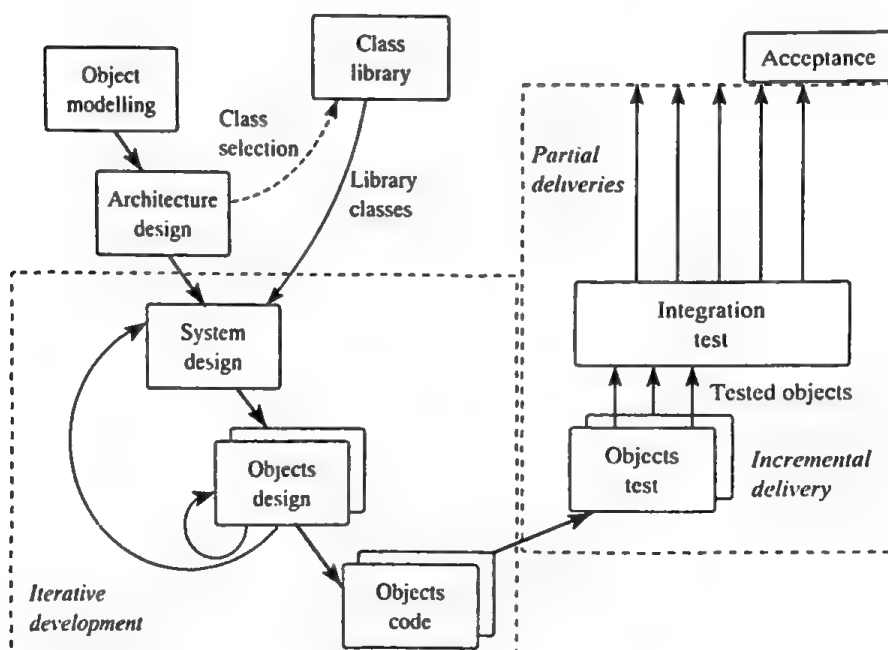 Object
modelling
Class
library
Acceptance
Class
selection
Partial
deliveries
Architecture
design
Library
classes
System
design
Integration
test
Tested objects
Objects
design
Objects
test
Incremental
delivery
Iterative
development
Objects
code